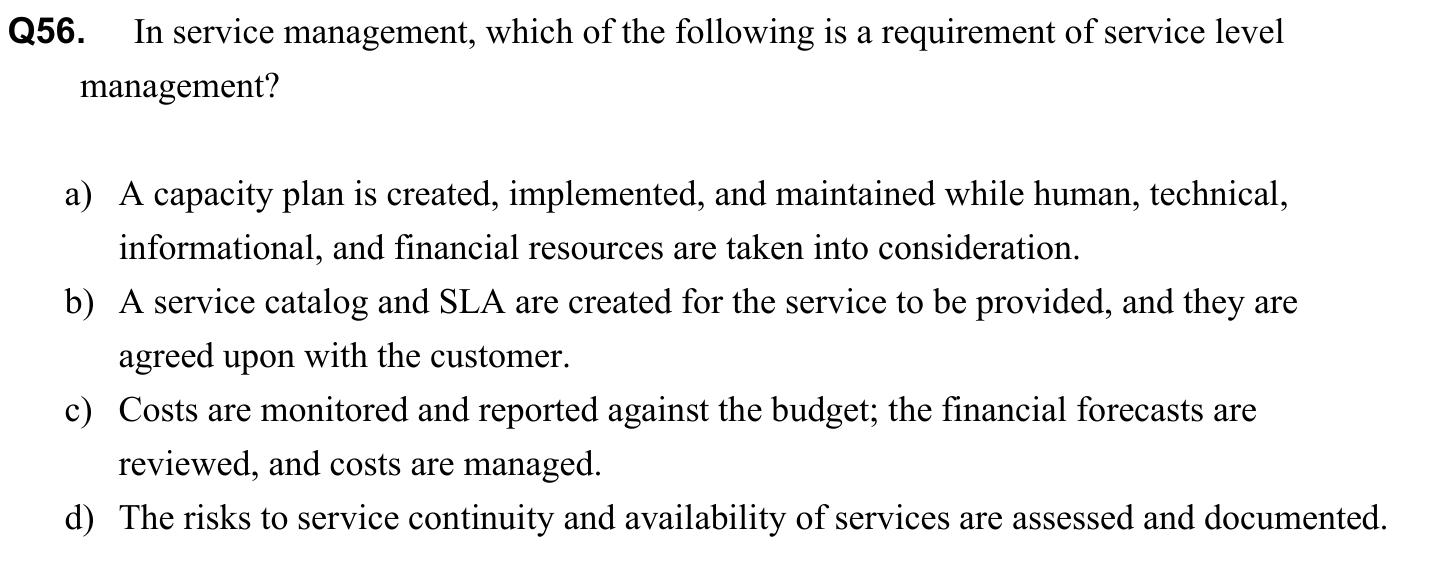 Q56. In service management, which of the following is a requirement of service level
management?
a) A capacity plan is created, implemented, and maintained while human, technical,
informational, and financial resources are taken into consideration.
b) A service catalog and SLA are created for the service to be provided, and they are
agreed upon with the customer.
c) Costs are monitored and reported against the budget; the financial forecasts are
reviewed, and costs are managed.
d) The risks to service continuity and availability of services are assessed and documented.